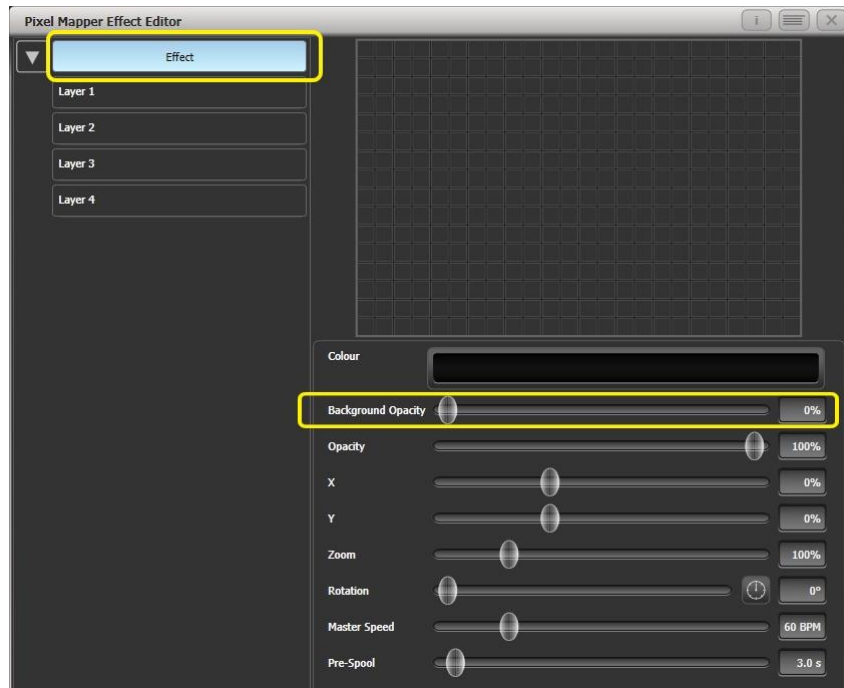 Pixel Mapper Effect Editor
i
Effect
Layer 1
Layer 2
Layer 3
Layer 4
Colour
Background Opacity 0%
Opacity 100%
X 0%
Y 0%
Zoom 100%
Rotation 0°
Master Speed 60 BPM
Pre-Spool 3.0 s